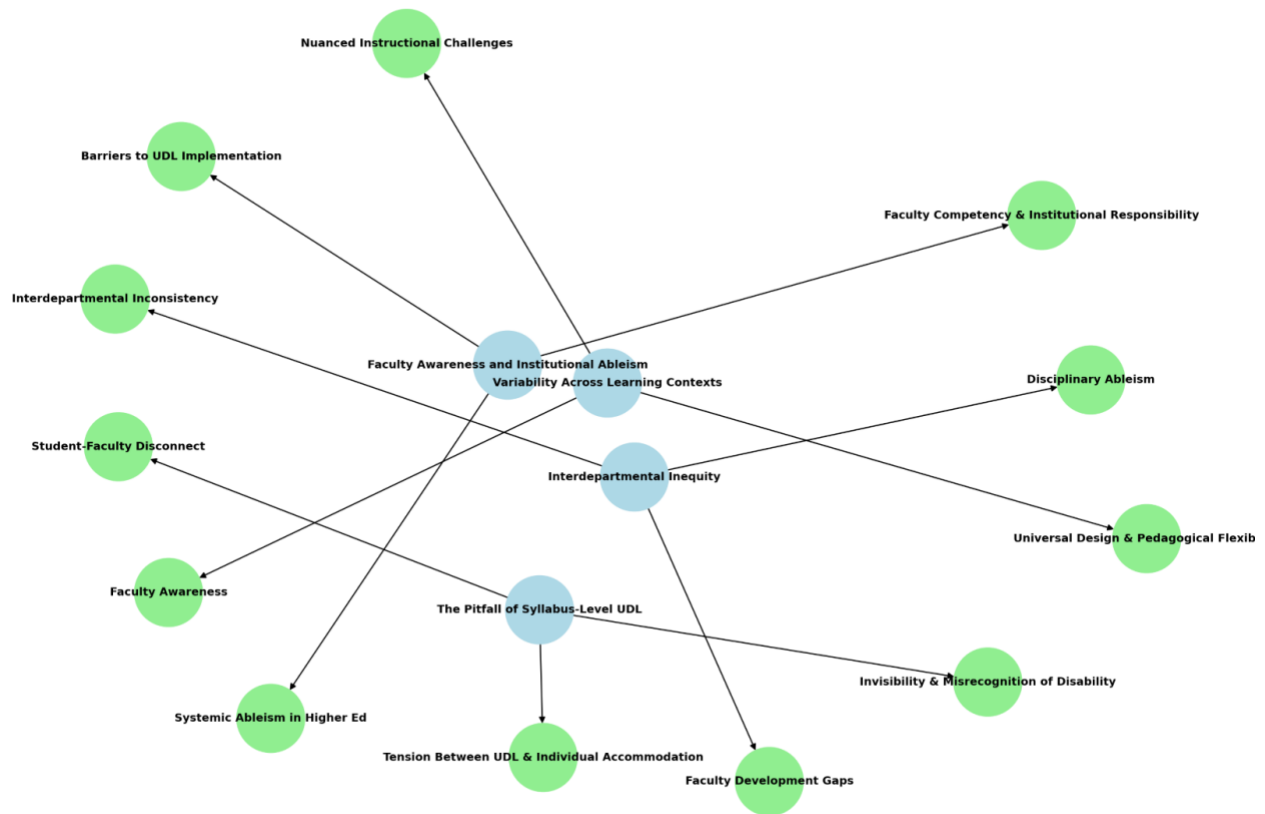 Nuanced Instructional Challenges
Barriers to UDL Implementation
Faculty Competency & Institutional Responsibility
Interdepartmental Inconsistency
Faculty Awareness and Institutional Ableism
Variability Across Learning Contexts
Disciplinary Ableism
Student-Faculty Disconnect
Interdepartmental Inequity
Universal Design & Pedagogical Flexib
Faculty Awareness
The Pitfall of Syllabus-Level UDL
Invisibility & Misrecognition of Disability
Systemic Ableism in Higher Ed
Tension Between UDL & Individual Accommodation
Faculty Development Gaps